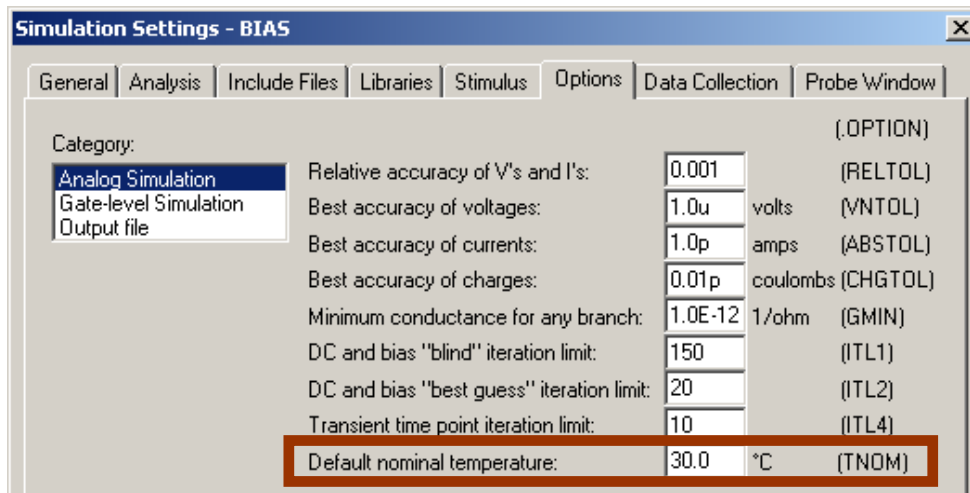 Simulation Settings - BIAS
General Analysis Include Files Libraries Stimulus Options Data Collection Probe Window
(.OPTION)
Category:
Analog Simulation
Gate-level Simulation
Output file
Relative accuracy of V's and I's: 0.001 (RELTOL)
Best accuracy of voltages: 1.0u volts (VNTOL)
Best accuracy of currents: 1.0p amps (ABSTOL)
Best accuracy of charges: 0.01p coulombs (CHGTOL)
Minimum conductance for any branch: 1.0E-12 1/ohm (GMIN)
DC and bias "blind" iteration limit: 150 (ITL1)
DC and bias "best guess" iteration limit: 20 (ITL2)
Transient time point iteration limit: 10 (ITL4)
Default nominal temperature: 30.0 °C (TNOM)